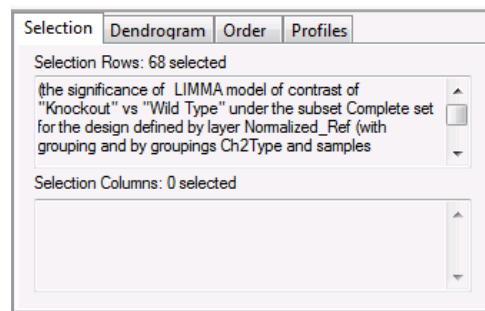 Selection Dendrogram Order Profiles
Selection Rows: 68 selected
(the significance of LIMMA model of contrast of
"Knockout" vs "Wild Type" under the subset Complete set
for the design defined by layer Normalized_Ref (with
grouping and by groupings Ch2Type and samples
Selection Columns: 0 selected